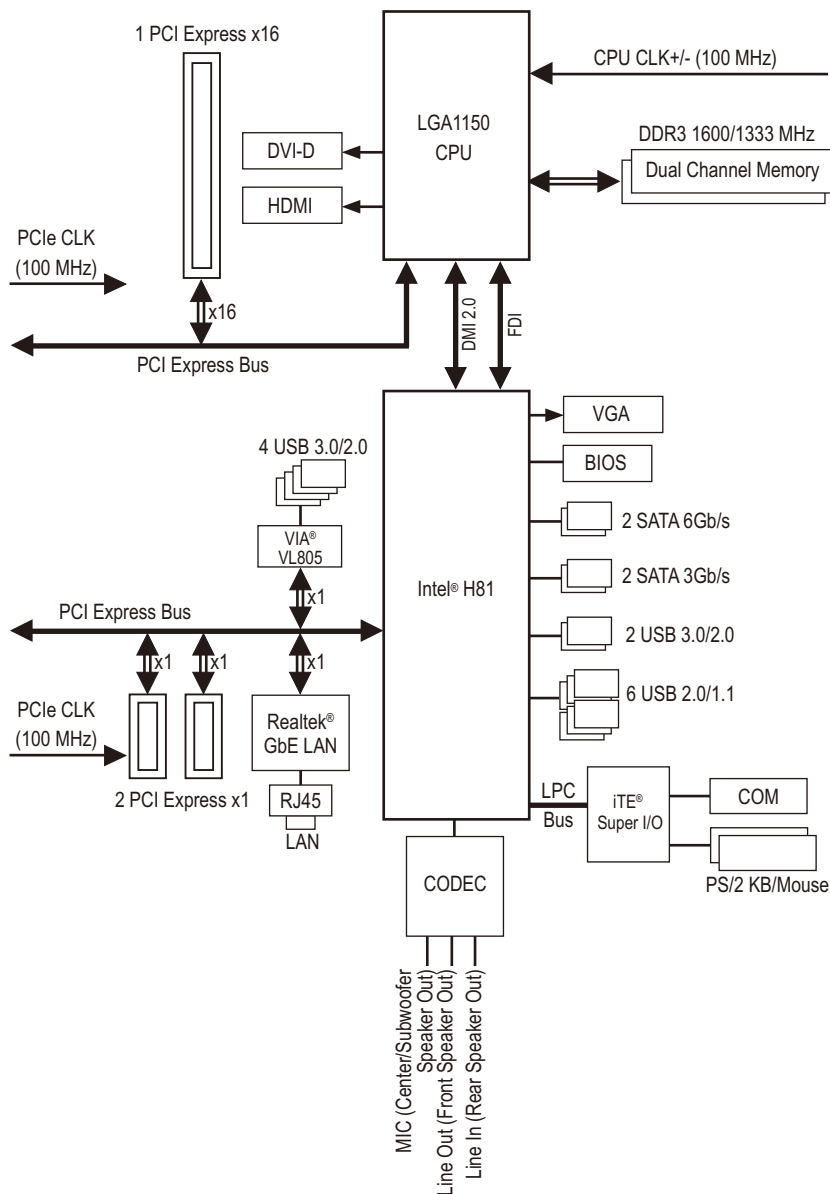 1 PCI Express x16
CPU CLK+/- (100 MHz)
LGA1150
CPU
DDR3 1600/1333 MHz
Dual Channel Memory
DVI-D
HDMI
PCIe CLK
(100 MHz)
x16
PCI Express Bus
DMI 2.0
FDI
VGA
BIOS
4 USB 3.0/2.0
2 SATA 6Gb/s
VIA®
VL805
2 SATA 3Gb/s
Intel® H81
x1
PCI Express Bus
2 USB 3.0/2.0
x1
x1
x1
6 USB 2.0/1.1
PCIe CLK
(100 MHz)
Realtek®
GbE LAN
2 PCI Express x1
RJ45
LAN
LPC
Bus
iTE®
Super I/O
COM
PS/2 KB/Mouse
CODEC
MIC (Center/Subwoofer
Speaker Out)
Line Out (Front Speaker Out)
Line In (Rear Speaker Out)